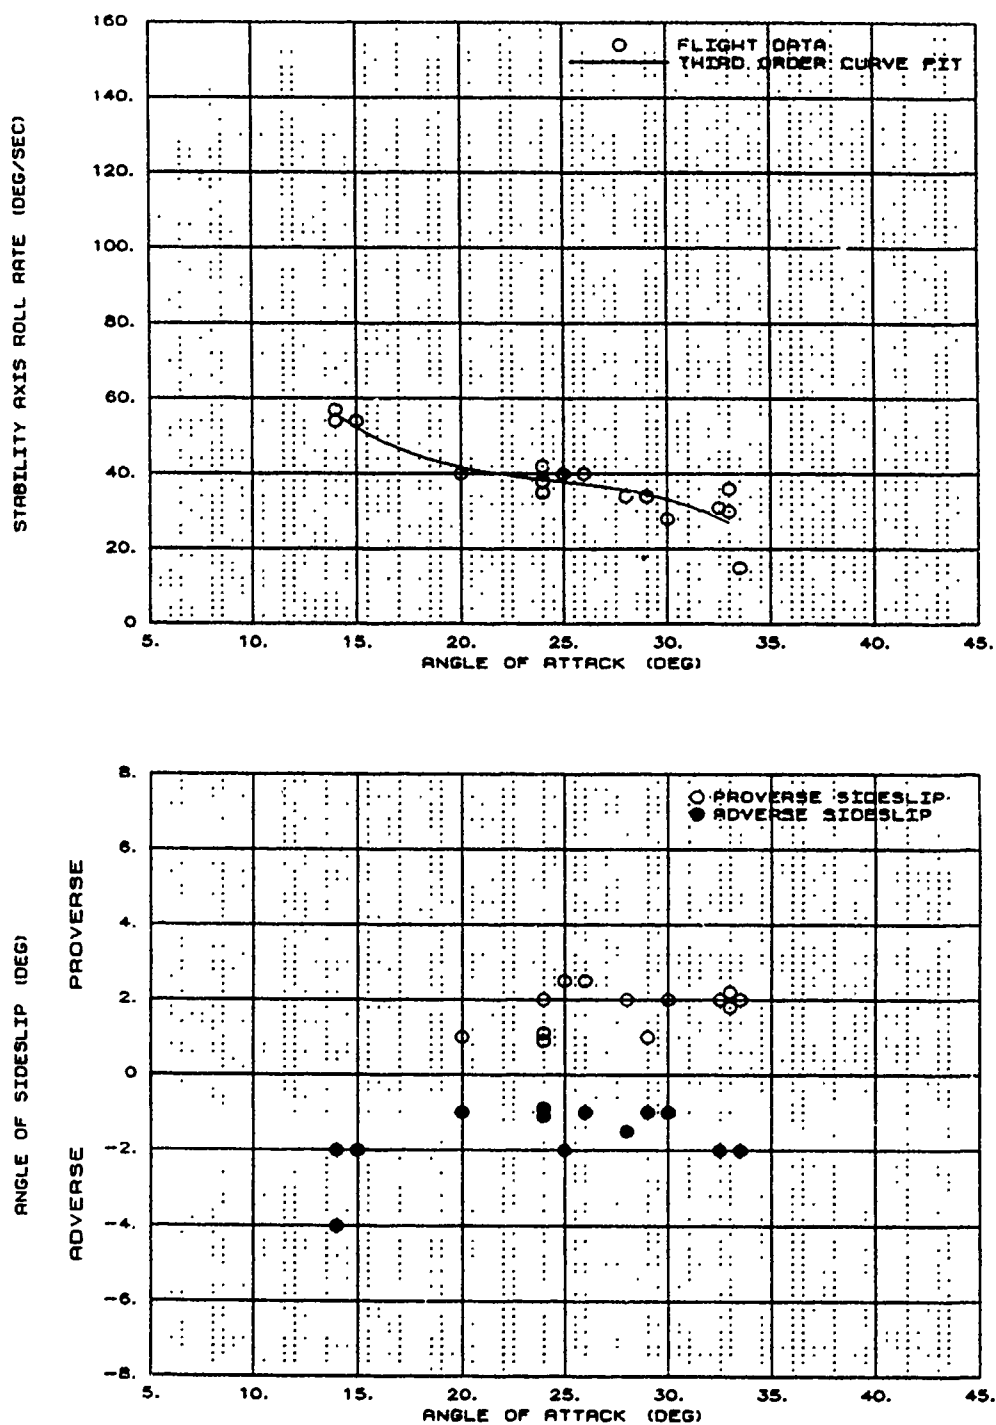 160
FLIGHT DATA
THIRD ORDER CURVE FIT
140.
120.
100.
80.
60.
40.
20.
0
STABILITY AXIS ROLL RATE (DEG/SEC)
5. 10. 15. 20. 25. 30. 35. 40. 45.
ANGLE OF ATTACK (DEG)
8.
PROVERSE SIDESLIP
ADVERSE SIDESLIP
6.
4.
2.
0
-2.
-4.
-6.
-8.
PROVERSE
ADVERSE
ANGLE OF SIDESLIP (DEG)
5. 10. 15. 20. 25. 30. 35. 40. 45.
ANGLE OF ATTACK (DEG)